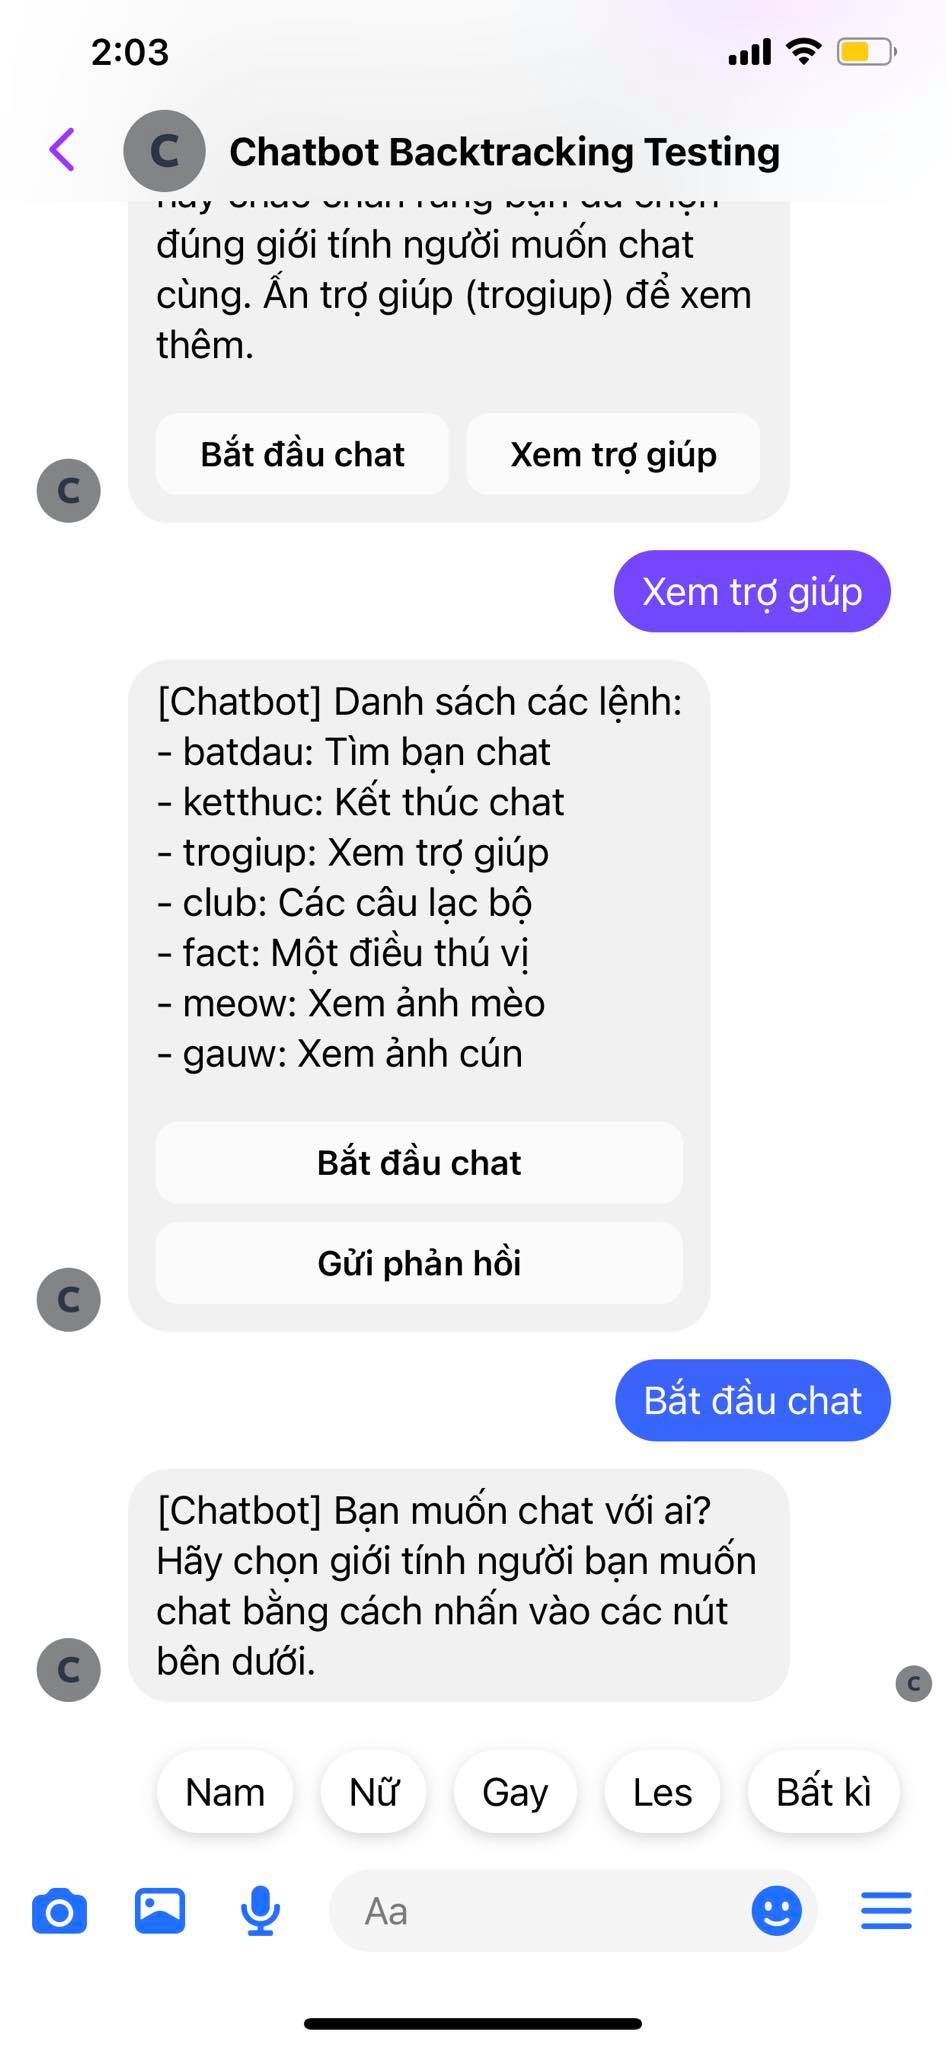 2:03
C
Chatbot Backtracking Testing
đúng giới tính người muốn chat
cùng. Ấn trợ giúp (trogiup) để xem
thêm.
Bắt đầu chat
Xem trợ giúp
C
Xem trợ giúp
[Chatbot] Danh sách các lệnh:
- batdau: Tìm bạn chat
- ketthuc: Kết thúc chat
- trogiup: Xem trợ giúp
- club: Các câu lạc bộ
- fact: Một điều thú vị
- meow: Xem ảnh mèo
- gauw: Xem ảnh cún
Bắt đầu chat
Gửi phản hồi
C
Bắt đầu chat
[Chatbot] Bạn muốn chat với ai?
Hãy chọn giới tính người bạn muốn
chat bằng cách nhấn vào các nút
bên dưới.
C
C
Nam
Nữ
Gay
Les
Bất kì
Aa